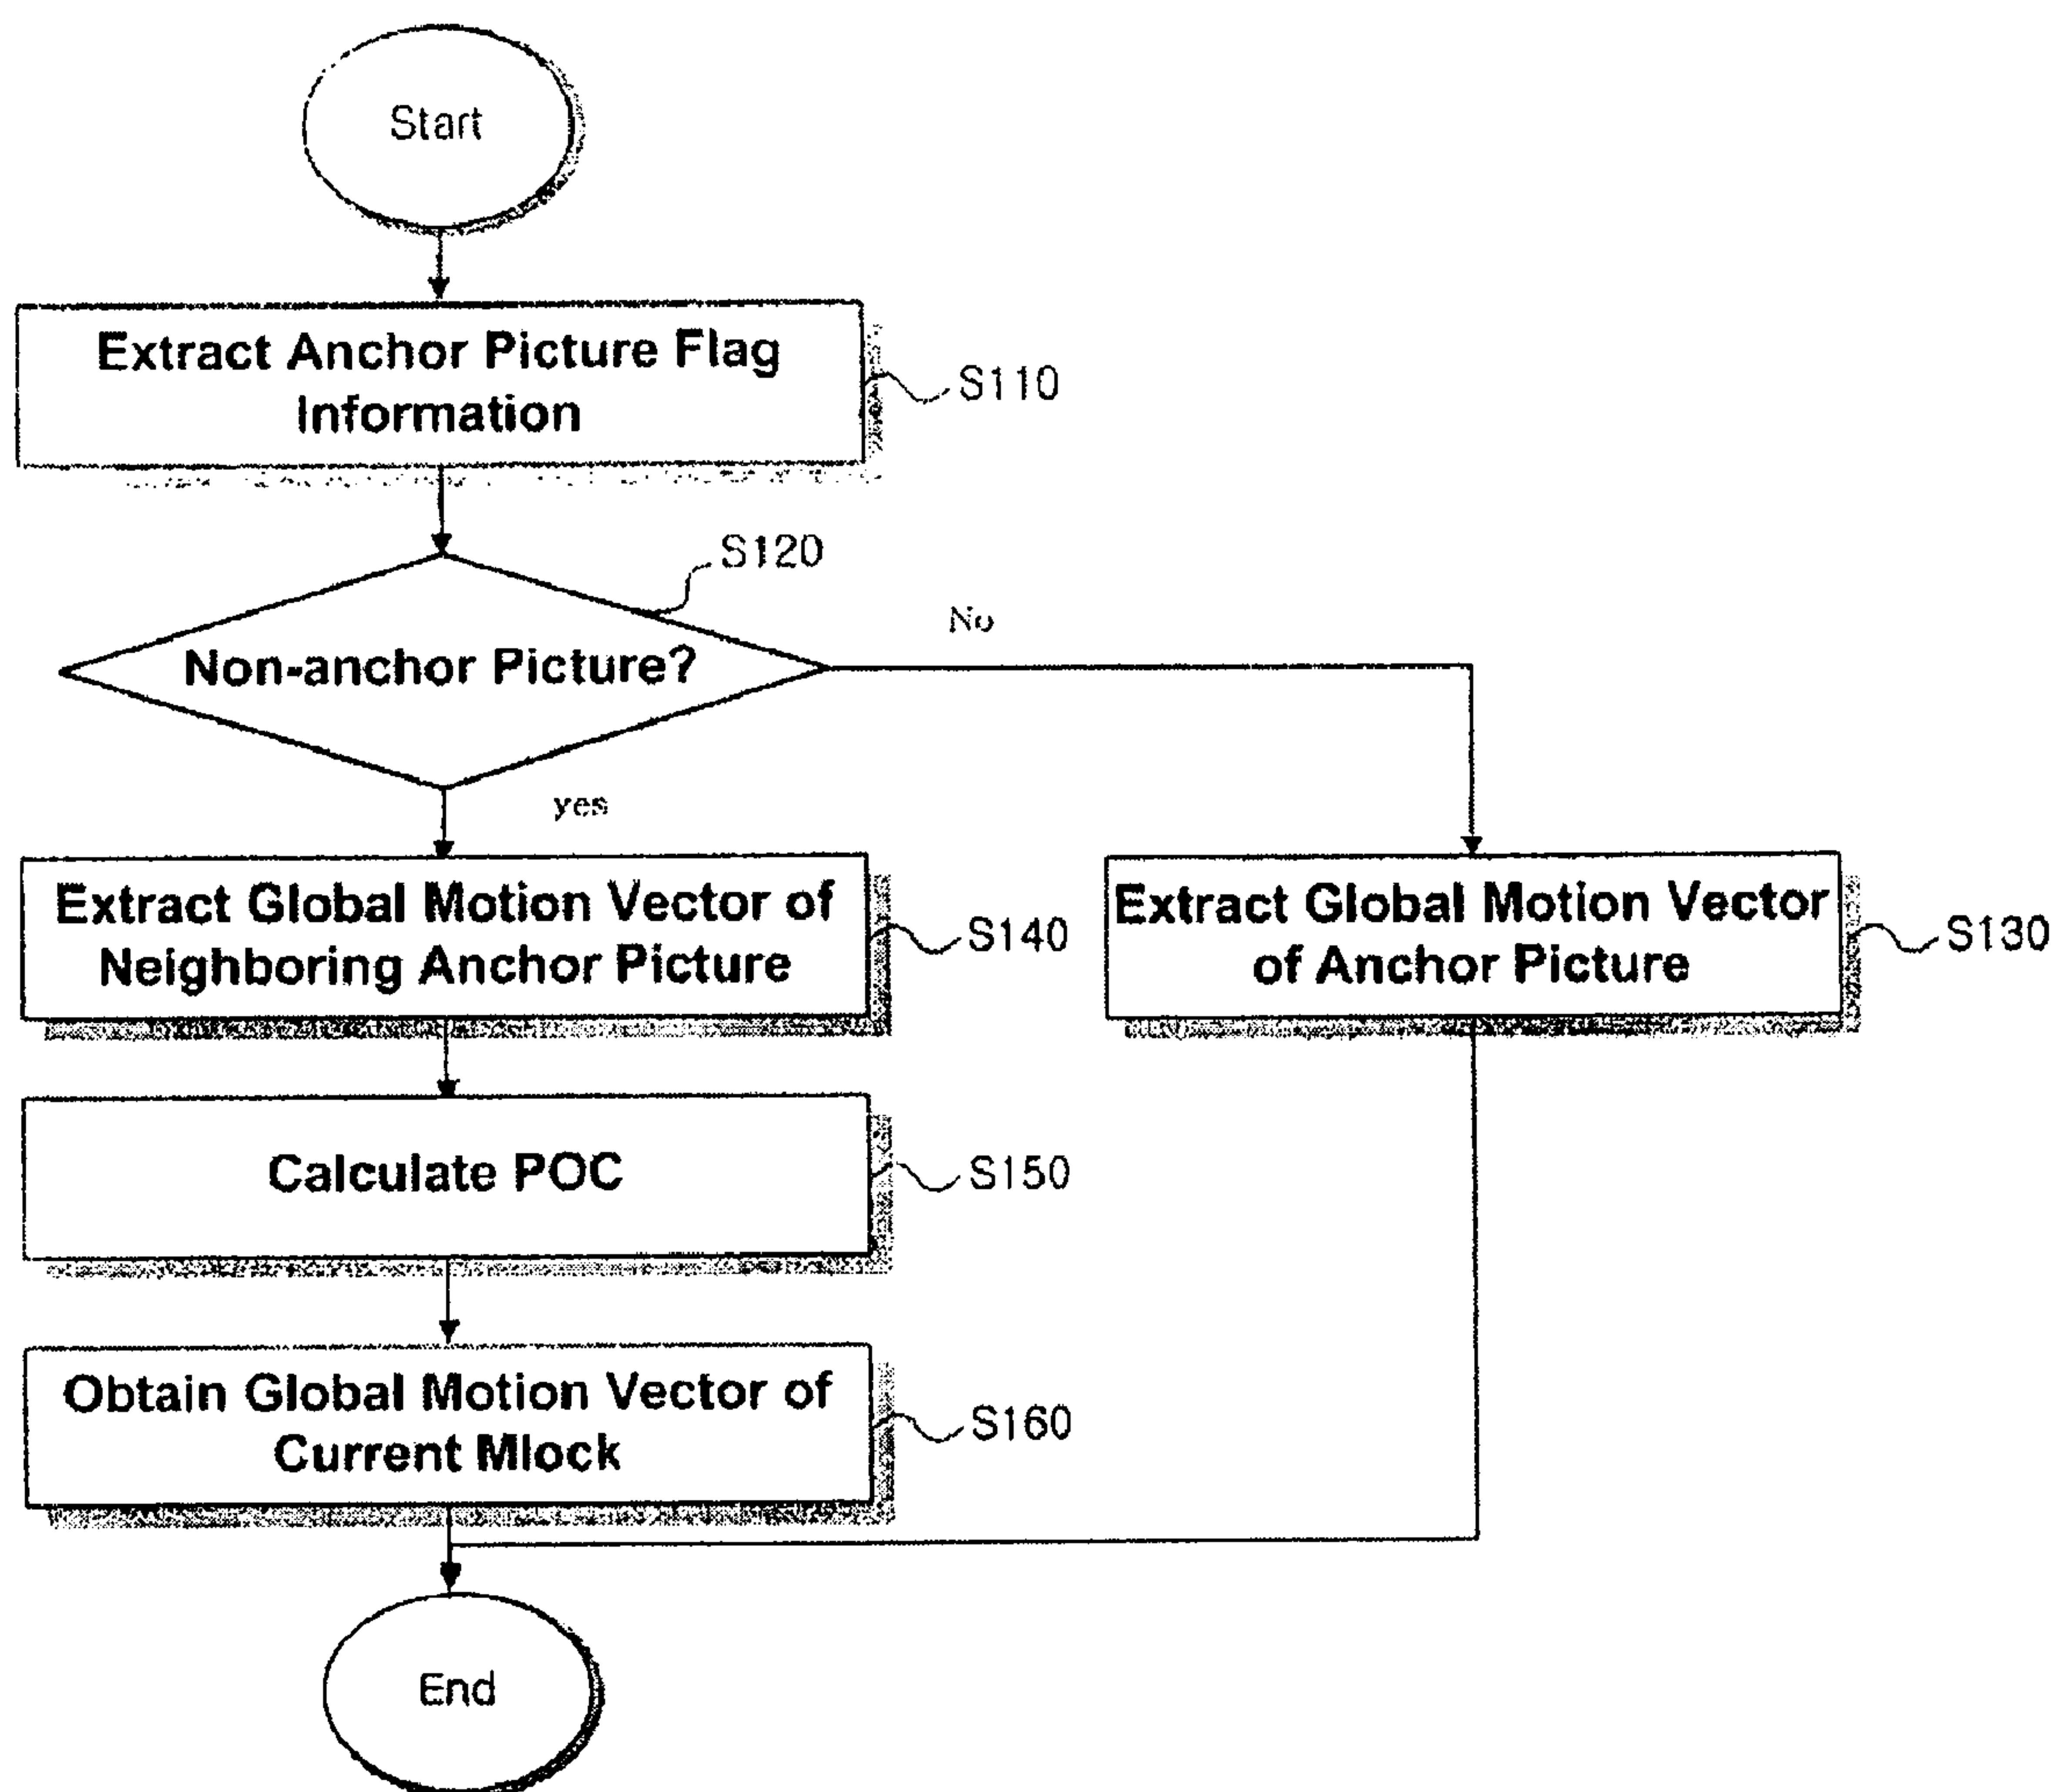 Start
Extract Anchor Picture Flag
Information
S110
S120
Non-anchor Picture?
No
yes
Extract Global Motion Vector of
Neighboring Anchor Picture
S140
Extract Global Motion Vector
of Anchor Picture
S130
Calculate POC
S150
Obtain Global Motion Vector of
Current Mlock
S160
End